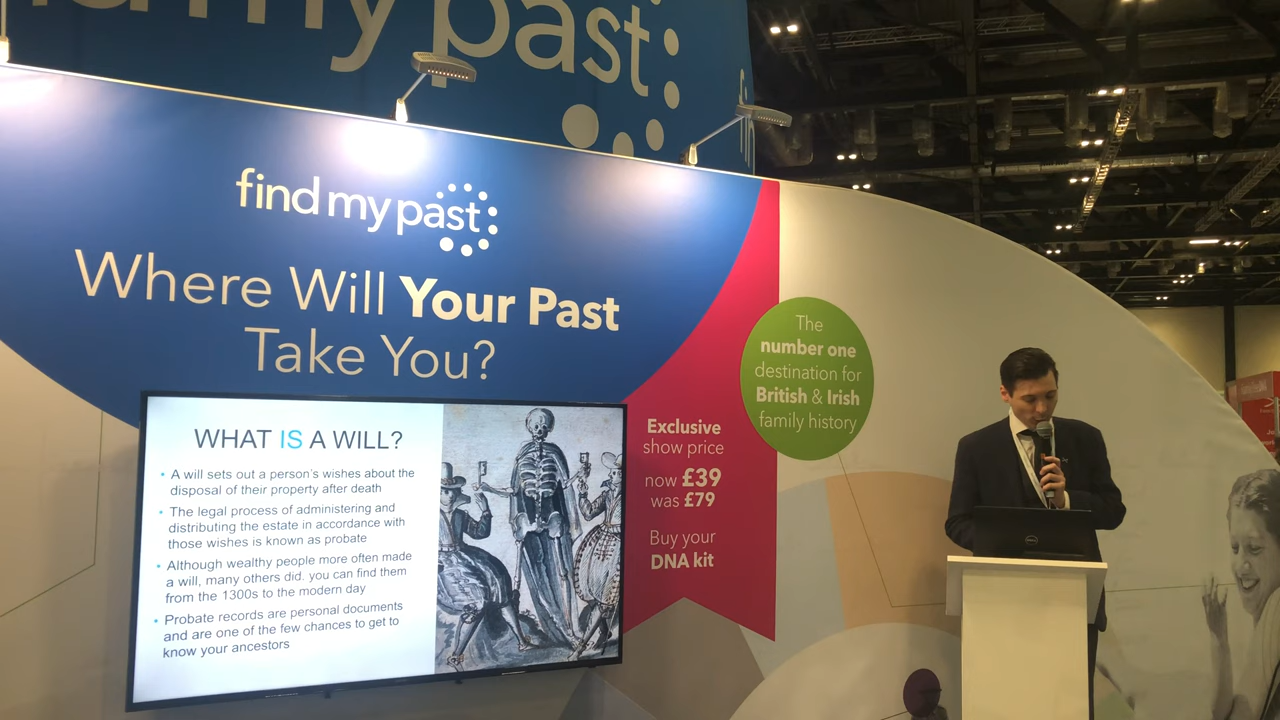 nd my past
find my past
Where Will Your Past
Take You?
WHAT IS A WILL?
• A will sets out a person's wishes about the
disposal of their property after death
• The legal process of administering and
distributing the estate in accordance with
those wishes is known as probate
• Although wealthy people more often made
a will, many others did. you can find them
from the 1300s to the modern day
• Probate records are personal documents
and are one of the few chances to get to
know your ancestors
Exclusive
show price
now £39
was £79
Buy your
DNA kit
The
number one
destination for
British & Irish
family history
DELL